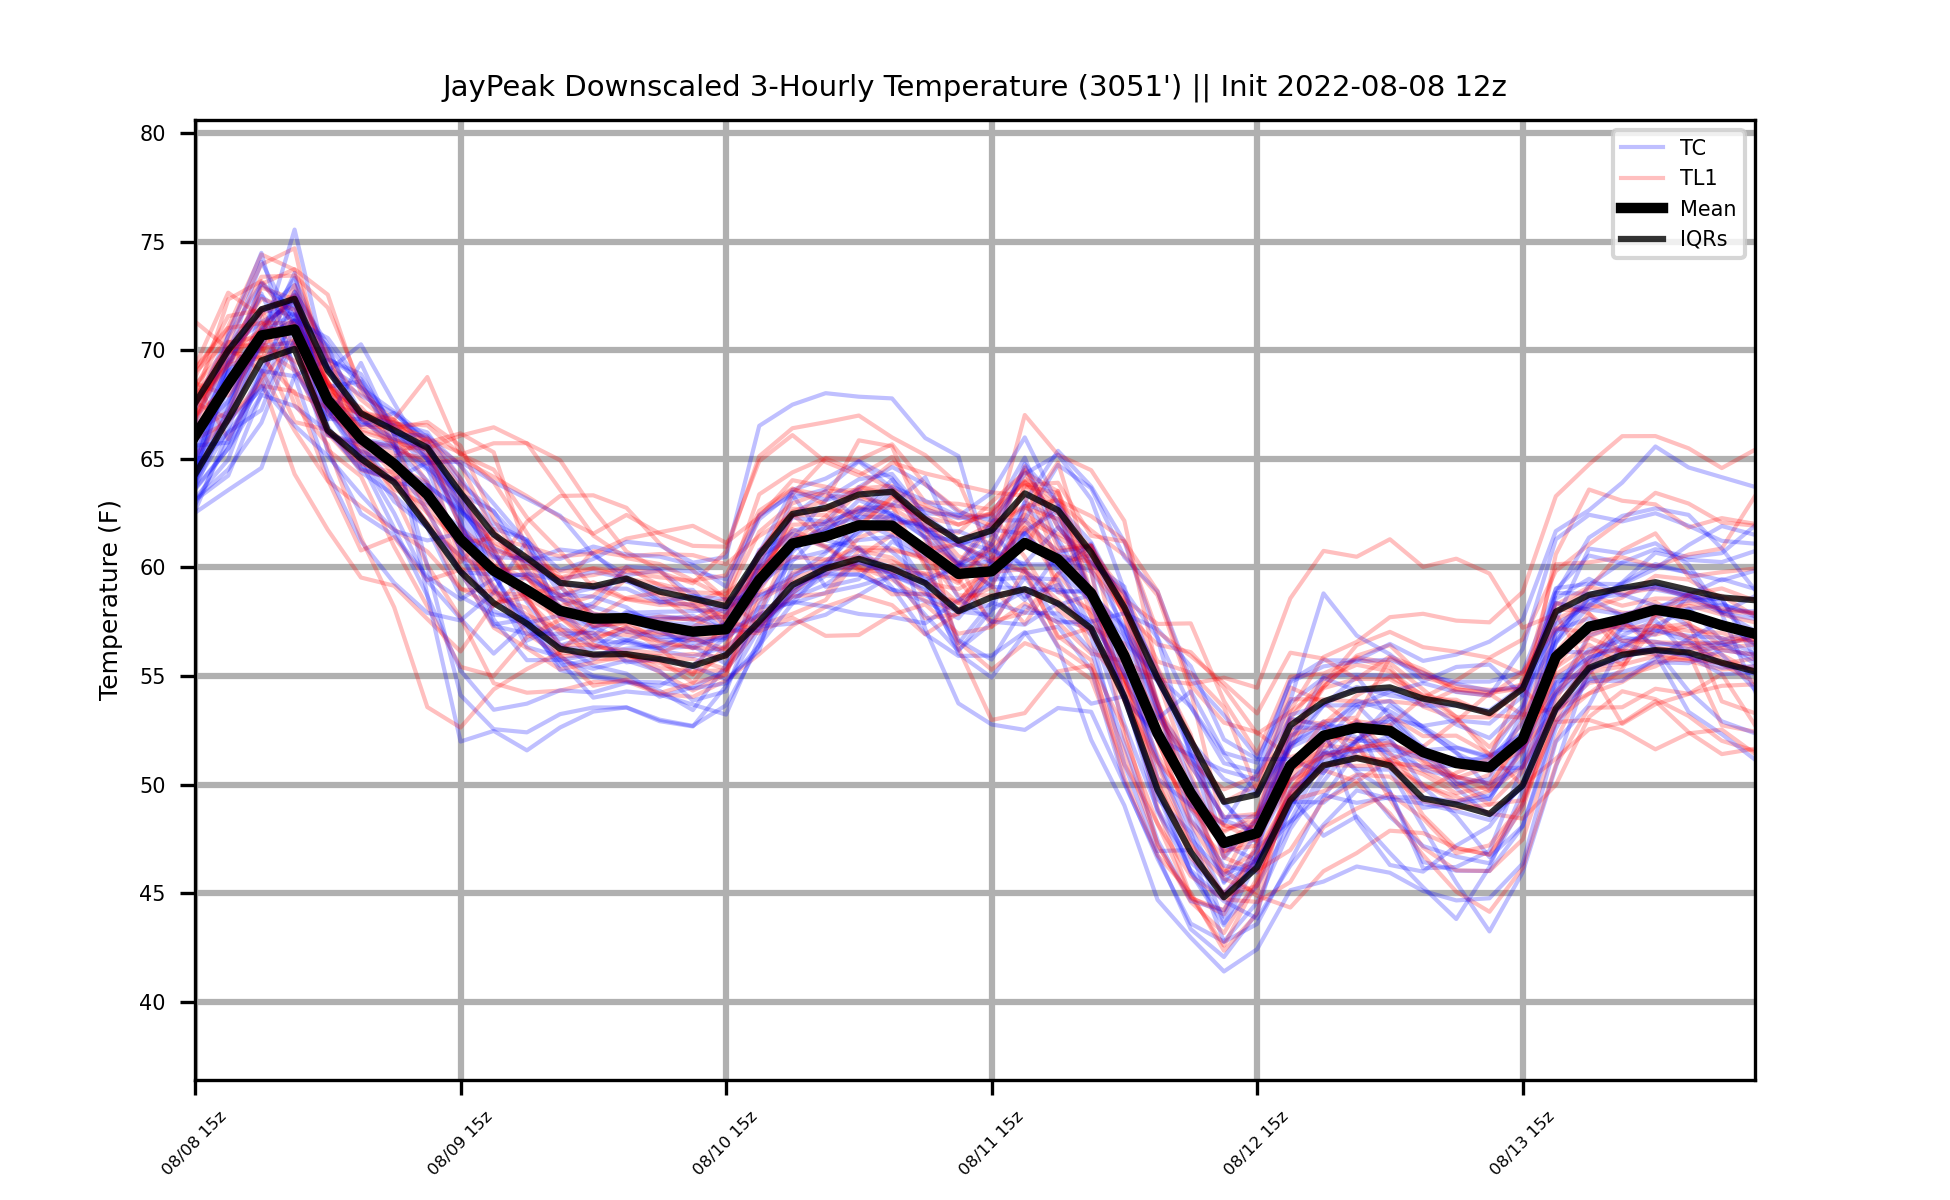 JayPeak Downscaled 3-Hourly Temperature (3051') || Init 2022-08-08 12z
80
75
70
65
60
55
50
45
40
Temperature (F)
TC
TL1
Mean
IQRs
08/08 15z
08/09 15z
08/10 15z
08/11 15z
08/12 15z
08/13 15z